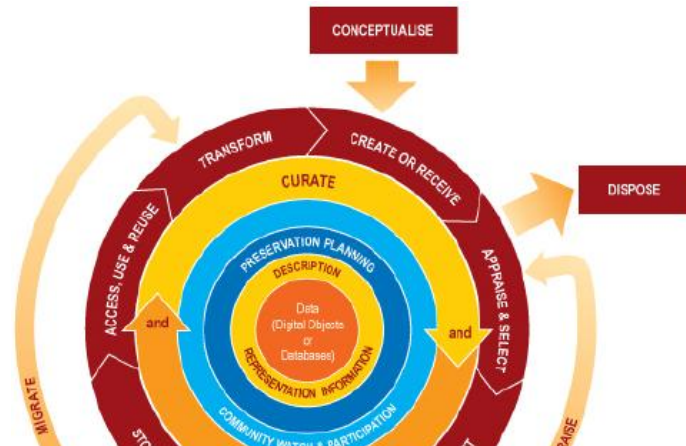 CONCEPTUALISE
DISPOSE
TRANSFORM
CREATE OR RECEIVE
APPRAISE & SELECT
ACCESS, USE & REUSE
CURATE
and
and
PRESERVATION PLANNING
DESCRIPTION
Data
(Digital Objects
or
Databases)
REPRESENTATION INFORMATION
COMMUNITY WATCH & PARTICIPATION
MIGRATE